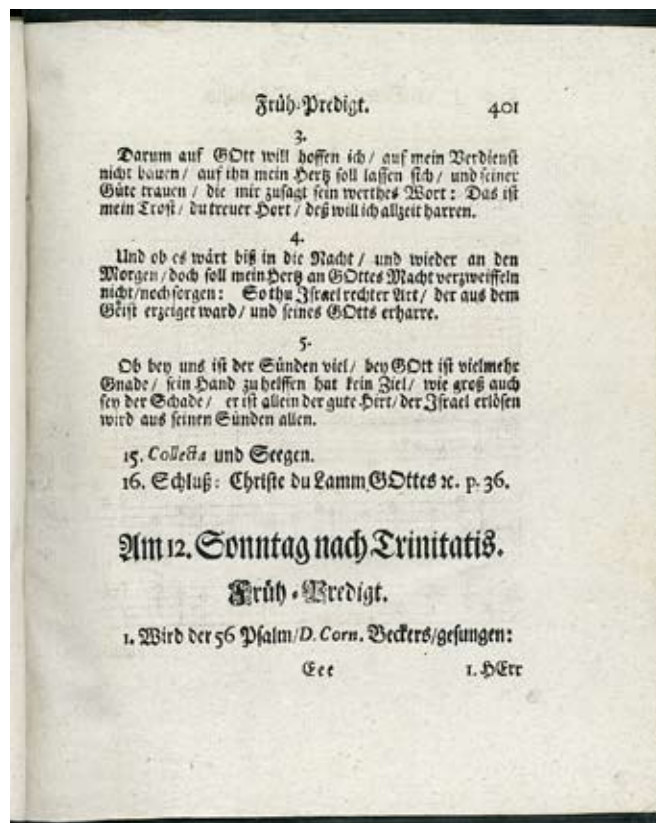 Früh-Predigt. 401
3.
Darum auf GOtt will hoffen ich / auf mein Verdienst
nicht bauen / auf ihn mein Hertz soll lassen sich / und seiner
Güte trauen / die mir zusagt sein werthes Wort: Das ist
mein Trost / du treuer Hort / deß will ich allzeit harren.
4.
Und ob es wärt biß in die Nacht / und wieder an den
Morgen / doch soll mein Hertz an GOttes Macht verzweiffeln
nicht / noch sorgen: So thu Israel rechter Art / der aus dem
Geist erzeiget ward / und seines GOtts erharre.
5.
Ob bey uns ist der Sünden viel / bey GOtt ist vielmehr
Gnade / sein Hand zu helffen hat kein Ziel / wie groß auch
sey der Schade / er ist allein der gute Hirt / der Israel erlösen
wird aus seinen Sünden allen.
15. Collecta und Seegen.
16. Schluß: Christe du Lamm GOttes ꝛc. p. 36.
Am 12. Sonntag nach Trinitatis.
Früh-Predigt.
1. Wird der 56 Psalm / D. Corn. Beckers / gesungen:
Eee 1. HErr